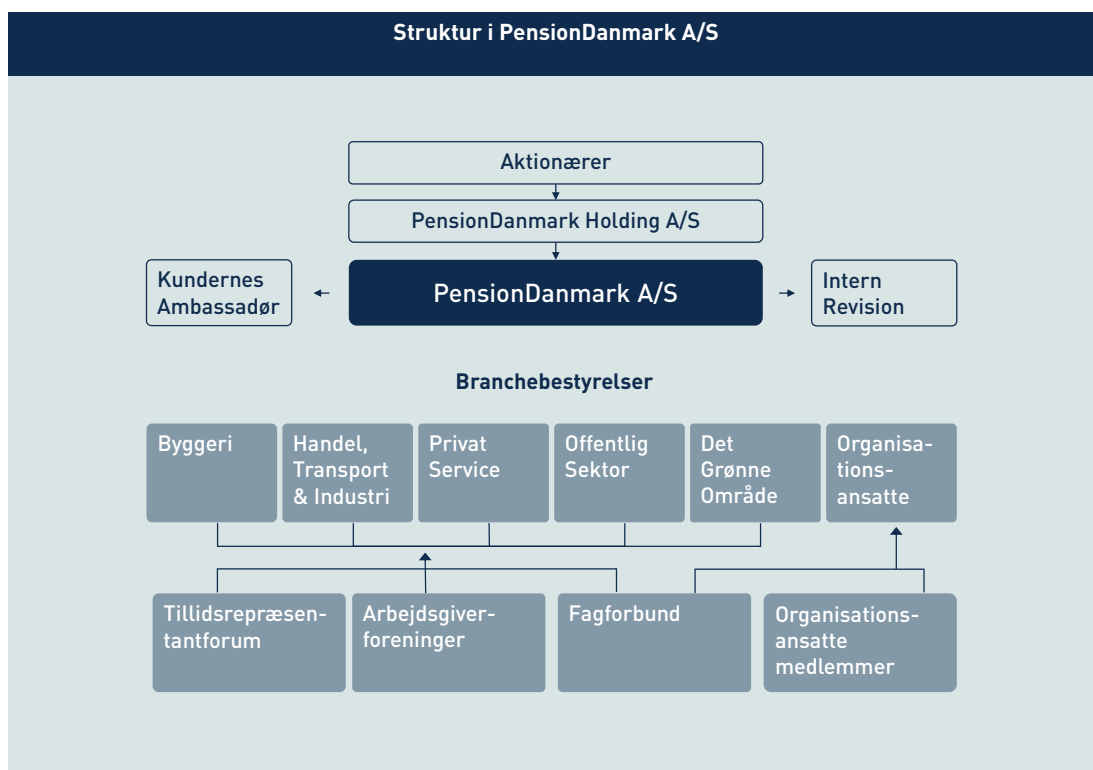 Struktur i PensionDanmark A/S
Aktionærer
PensionDanmark Holding A/S
Kundernes
Ambassadør
PensionDanmark A/S
Intern
Revision
Branchebestyrelser
Byggeri
Handel,
Transport
& Industri
Privat
Service
Offentlig
Sektor
Det
Grønne
Område
Organisa-
tions-
ansatte
Tillidsrepræsen-
tantforum
Arbejdsgiver-
foreninger
Fagforbund
Organisations-
ansatte
medlemmer